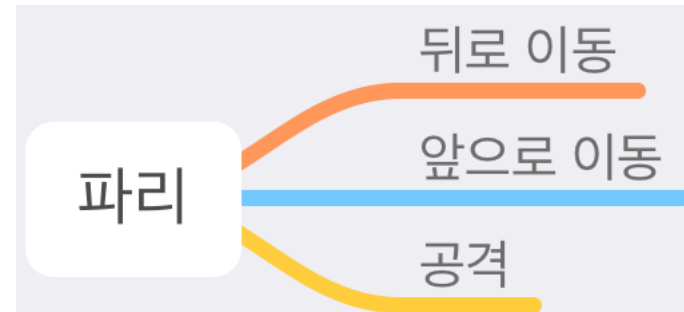 뒤로 이동
앞으로 이동
파리
공격